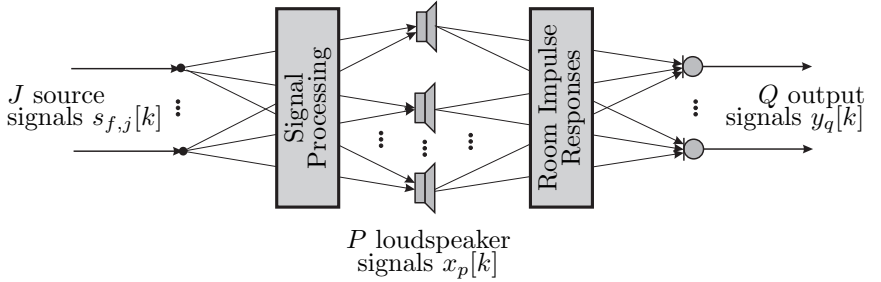 J source
signals s_{f,j}[k]
Signal
Processing
P loudspeaker
signals x_p[k]
Room Impulse
Responses
Q output
signals y_q[k]